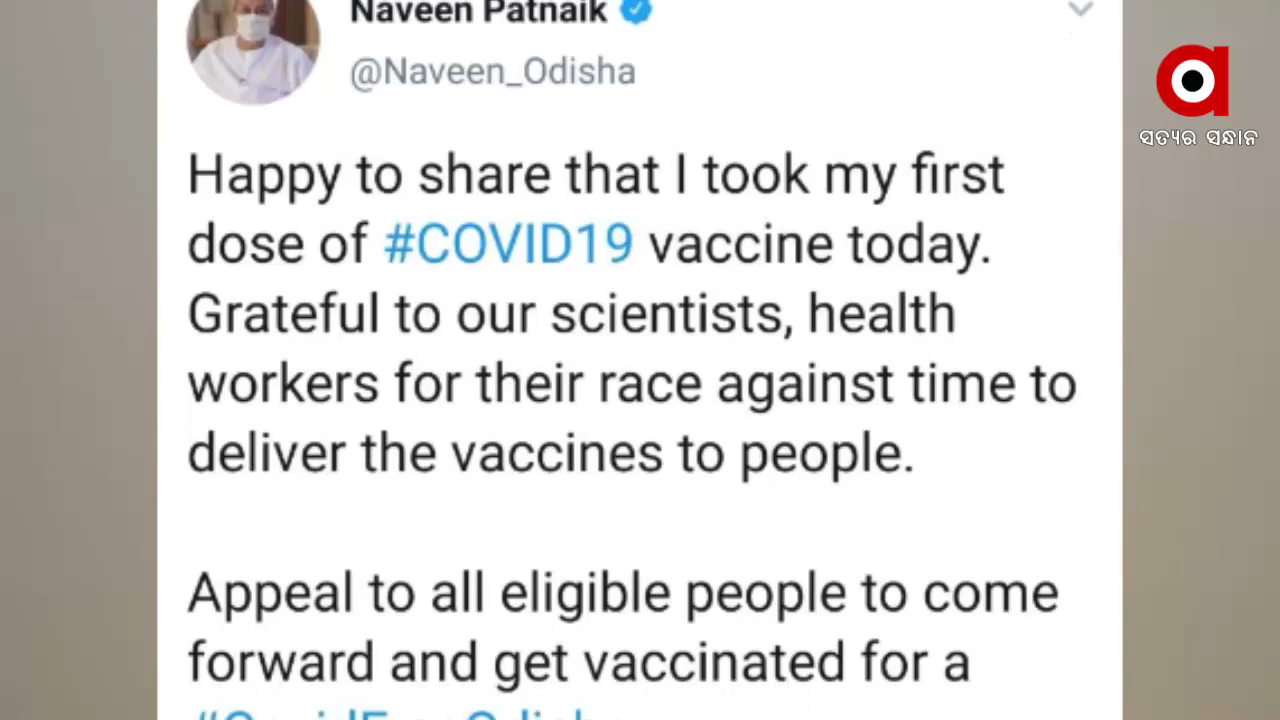 Naveen Patnaik
@Naveen_Odisha
ସତ୍ୟର ସନ୍ଧାନ
Happy to share that I took my first
dose of #COVID19 vaccine today.
Grateful to our scientists, health
workers for their race against time to
deliver the vaccines to people.
Appeal to all eligible people to come
forward and get vaccinated for a